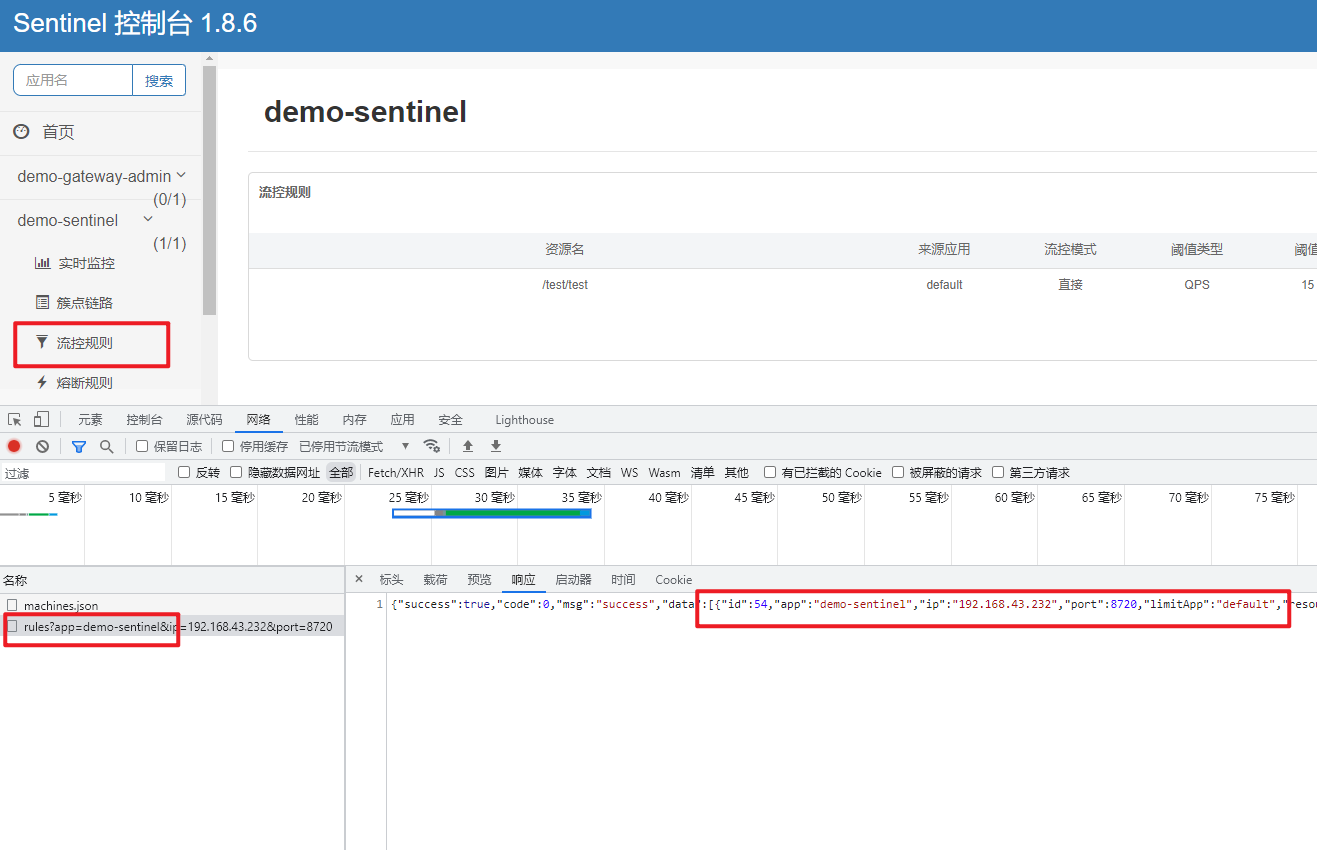 Sentinel 控制台 1.8.6
应用名 搜索
首页
demo-gateway-admin
(0/1)
demo-sentinel
(1/1)
实时监控
簇点链路
流控规则
熔断规则
demo-sentinel
流控规则
资源名 来源应用 流控模式 阈值类型 阈值
/test/test default 直接 QPS 15
元素 控制台 源代码 网络 性能 内存 应用 安全 Lighthouse
保留日志 停用缓存 已停用节流模式
过滤 反转 隐藏数据网址 全部 Fetch/XHR JS CSS 图片 媒体 字体 文档 WS Wasm 清单 其他 有已拦截的 Cookie 被屏蔽的请求 第三方请求
5 毫秒 10 毫秒 15 毫秒 20 毫秒 25 毫秒 30 毫秒 35 毫秒 40 毫秒 45 毫秒 50 毫秒 55 毫秒 60 毫秒 65 毫秒 70 毫秒 75 毫秒
名称
machines.json
rules?app=demo-sentinel&ip=192.168.43.232&port=8720
× 标头 载荷 预览 响应 启动器 时间 Cookie
1 {"success":true,"code":0,"msg":"success","data":[{"id":54,"app":"demo-sentinel","ip":"192.168.43.232","port":8720,"limitApp":"default","resou